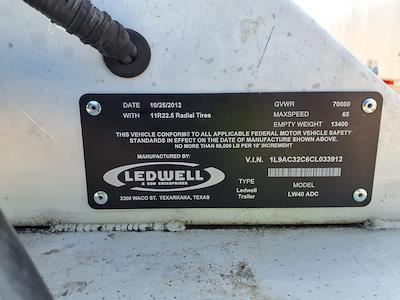 DATE 10/25/2012 GVWR 70000
WITH 11R22.5 Radial Tires MAXSPEED 65
EMPTY WEIGHT 13400
THIS VEHICLE CONFORMS TO ALL APPLICABLE FEDERAL MOTOR VEHICLE SAFETY
STANDARDS IN EFFECT ON THE DATE OF MANUFACTURE SHOWN ABOVE.
NO MORE THAN 50,000 LB PER 10' INCREMENT
MANUFACTURED BY:
LEDWELL
& SON ENTERPRISES
3300 WACO ST. TEXARKANA, TEXAS
V.I.N. 1L9AC32C6CL033912
TYPE MODEL
Ledwell LW40 ADC
Trailer